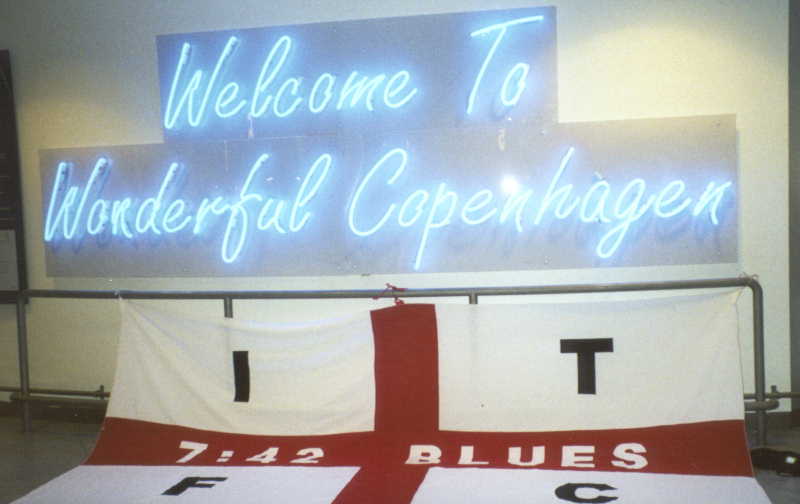 Welcome To
Wonderful Copenhagen
I T
7:42 BLUES
F C